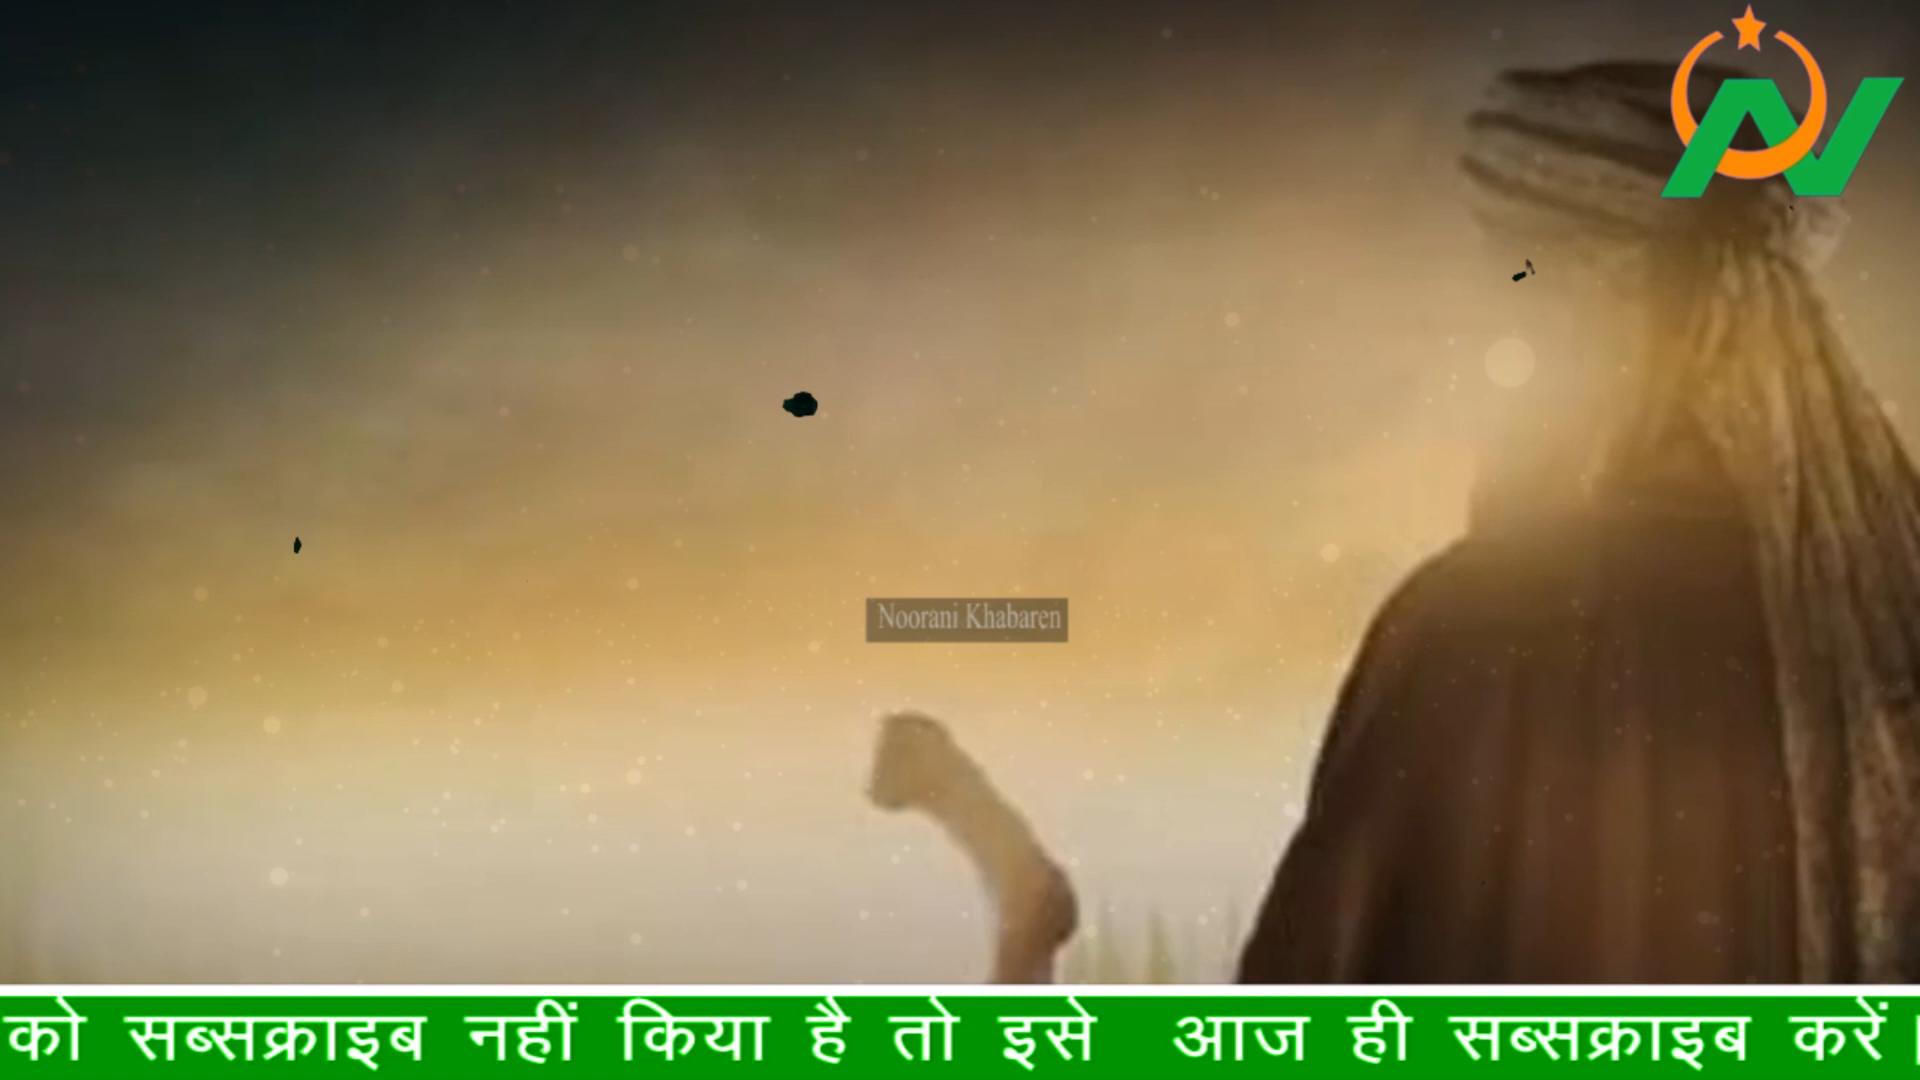 Noorani Khabaren
को सब्सक्राइब नहीं किया है तो इसे आज ही सब्सक्राइब करें।